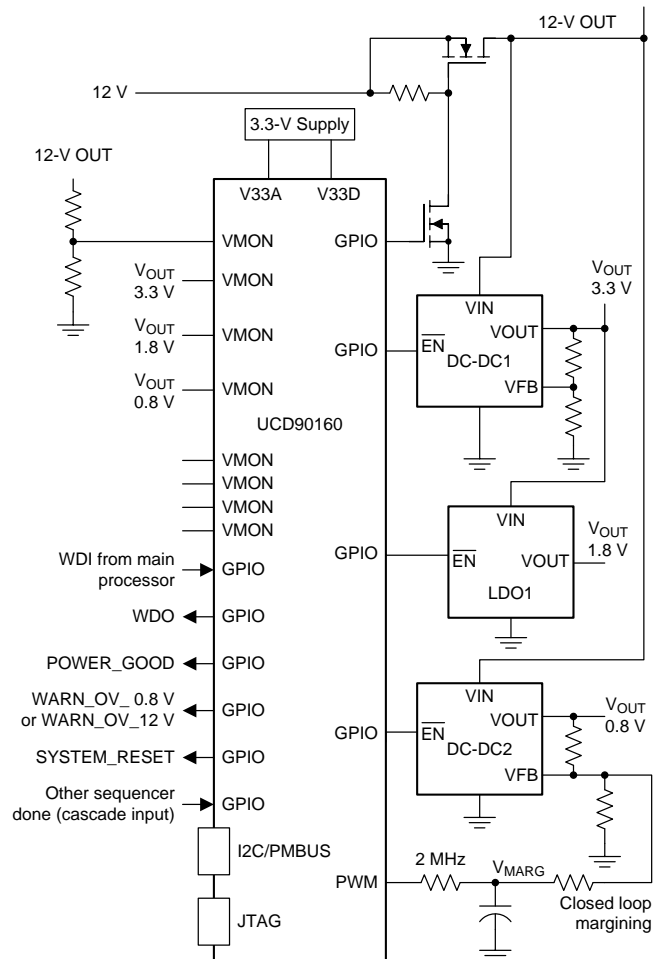 12-V OUT
12 V
3.3-V Supply
12-V OUT
V33A
V33D
VMON
GPIO
VOUT
3.3 V
VMON
VOUT
3.3 V
VIN
VOUT
VOUT
1.8 V
VMON
GPIO
EN
DC-DC1
VFB
VOUT
0.8 V
VMON
UCD90160
VMON
VMON
VMON
VMON
VIN
VOUT
1.8 V
GPIO
EN
VOUT
LDO1
WDI from main
processor
GPIO
WDO
GPIO
POWER_GOOD
GPIO
WARN_OV_ 0.8 V
or WARN_OV_12 V
GPIO
VIN
VOUT
VOUT
0.8 V
GPIO
EN
DC-DC2
VFB
SYSTEM_RESET
GPIO
Other sequencer
done (cascade input)
GPIO
I2C/PMBUS
2 MHz
VMARG
PWM
Closed loop
margining
JTAG